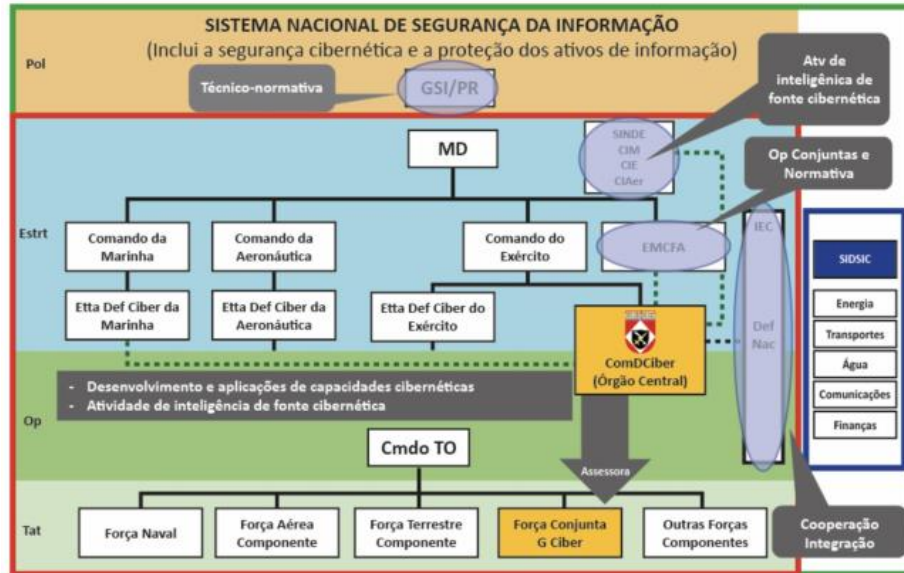 SISTEMA NACIONAL DE SEGURANÇA DA INFORMAÇÃO
(Inclui a segurança cibernética e a proteção dos ativos de informação)
Pol
Técnico-normativa
GSI/PR
Atv de
inteligênica de
fonte cibernética
MD
SINDE
CIM
CIE
CIAer
Op Conjuntas e
Normativa
Estrt
Comando da
Marinha
Comando da
Aeronáutica
Comando do
Exército
EMCFA
IEC
SIDSIC
Etta Def Ciber da
Marinha
Etta Def Ciber da
Aeronáutica
Etta Def Ciber do
Exército
ComDCiber
(Órgão Central)
Def
Nac
Energia
Transportes
Água
Comunicações
Finanças
Op
- Desenvolvimento e aplicações de capacidades cibernéticas
- Atividade de inteligência de fonte cibernética
Cmdo TO
Assessora
Tat
Força Naval
Força Aérea
Componente
Força Terrestre
Componente
Força Conjunta
G Ciber
Outras Forças
Componentes
Cooperação
Integração